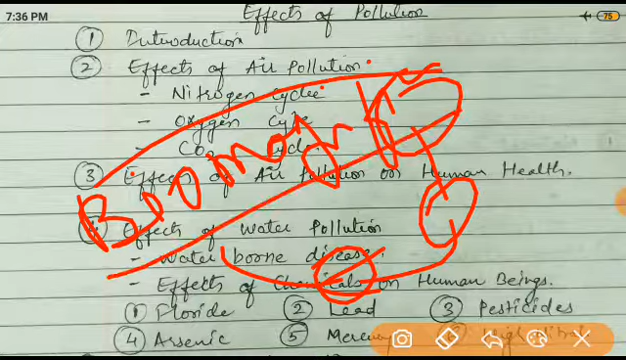 7:36 PM
75
Effects of Pollution
① Introduction
② Effects of Air Pollution.
- Nitrogen Cycle
- Oxygen Cycle
- CO₂ Cycle
③ Effects of Air Pollution on Human Health.
④ Effects of Water Pollution
- Water borne disease.
- Effects of Chemicals on Human Beings.
① Floride ② Lead ③ Pesticides
④ Arsenic ⑤ Mercury